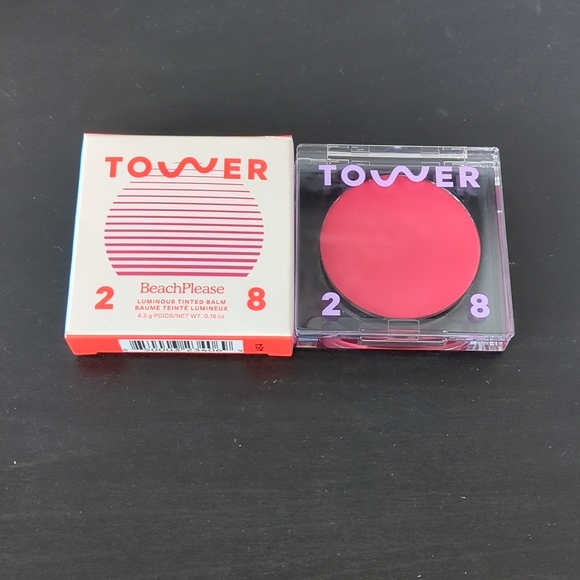 TOWER
BeachPlease
2 8
LUMINOUS TINTED BALM
BAUME TEINTÉ LUMINEUX
4.5 g POIDS/NET WT. 0.16 oz
TOWER
2 8